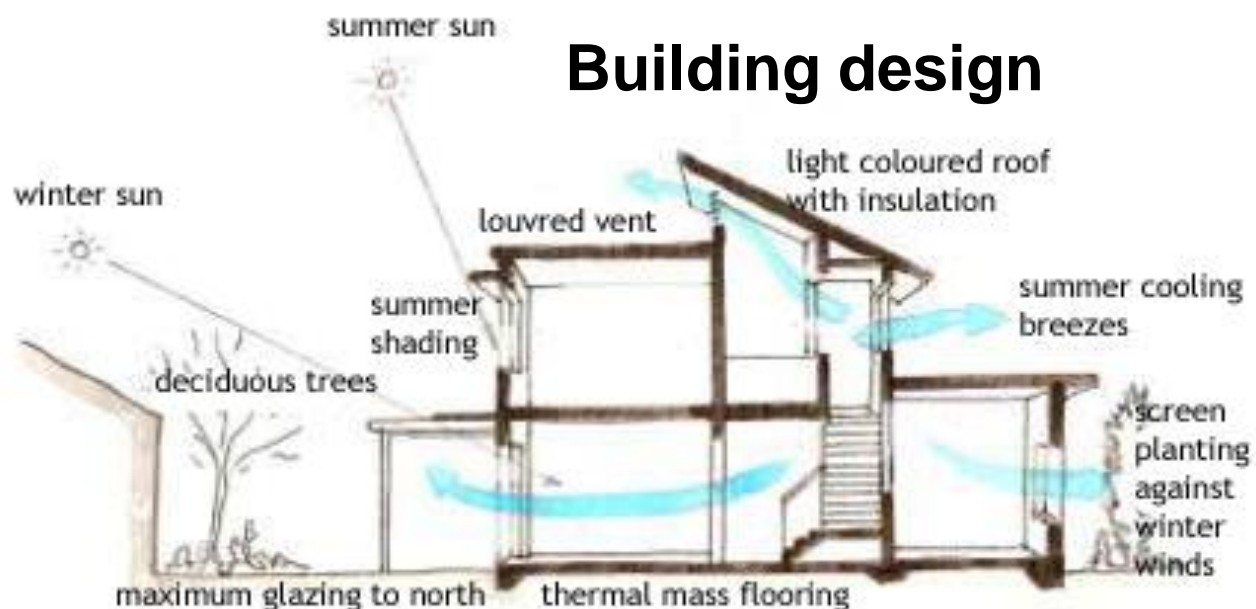 summer sun
Building design
winter sun
light coloured roof
with insulation
louvred vent
summer
shading
summer cooling
breezes
deciduous trees
screen
planting
against
winter
winds
maximum glazing to north
thermal mass flooring